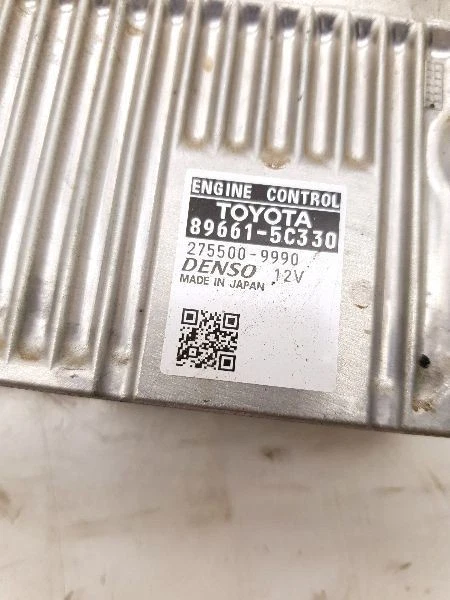 ENGINE CONTROL
TOYOTA
89661-5C330
275500-9990
DENSO 12V
MADE IN JAPAN